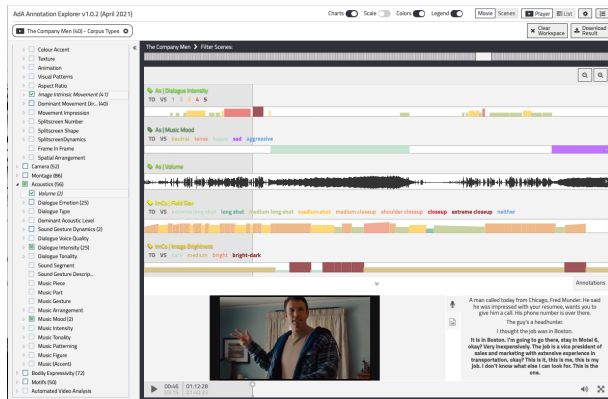 AdA Annotation Explorer v1.0.2 (April 2021)
Charts Scale Colors Legend Movie Scenes Player List
The Company Men (40) - Corpus Types
Clear Workspace Download Result
Colour Accent
Texture
Animation
Visual Patterns
Aspect Ratio
Image Intrinsic Movement (41)
Dominant Movement Dir... (40)
Movement Impression
Splitscreen Number
Splitscreen Shape
SplitscreenDynamics
Frame In Frame
Spatial Arrangement
Camera (52)
Montage (86)
Acoustics (56)
Volume (2)
Dialogue Emotion (25)
Dialogue Type
Dominant Acoustic Level
Sound Gesture Dynamics (2)
Dialogue Voice Quality
Dialogue Intensity (25)
Dialogue Tonality
Sound Segment
Sound Gesture Descrip...
Music Piece
Music Part
Music Gesture
Music Arrangement
Music Mood (2)
Music Intensity
Music Tonality
Music Patterning
Music Figure
Music (Accent)
Bodily Expressivity (72)
Motifs (50)
Automated Video Analysis
The Company Men > Filter Scenes:
As | Dialogue Intensity
TO VS 1 2 3 4 5
As | Music Mood
TO VS neutral tense sad aggressive
As | Volume
ImCo | Field Size
TO VS extreme long shot long shot medium long shot medium shot medium closeup shoulder closeup closeup extreme closeup neither
ImCo | Image Brightness
TO VS dark medium bright bright-dark
Annotations
A man called today from Chicago, Fred Munder. He said
he was impressed with your resumee, wants you to
give him a call. His phone number is over there.
The guy's a headhunter.
I thought the job was in Boston.
It is in Boston. I'm going to go there, stay in Motel 6,
okay? Very inexpensively. The job is a vice president of
sales and marketing with extensive experience in
transportation, okay? This is it, this is me, this is my
job. I don't know what else I can look for. This is the
one.
00:46 01:12:28
03:19 01:40:33